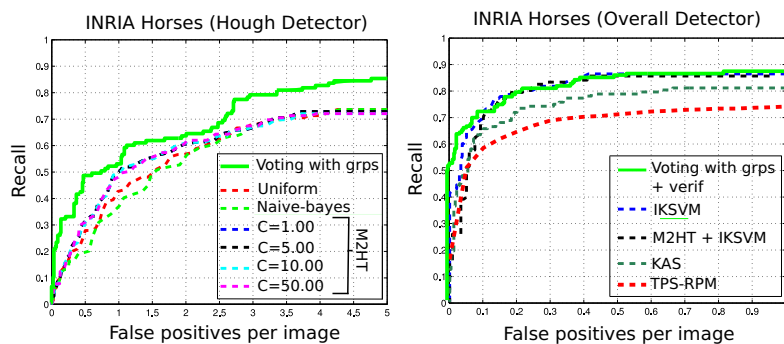 INRIA Horses (Hough Detector)
Recall
1
0.9
0.8
0.7
0.6
0.5
0.4
0.3
0.2
0.1
0
0 0.5 1 1.5 2 2.5 3 3.5 4 4.5 5
False positives per image
Voting with grps
Uniform
Naive-bayes
C=1.00
C=5.00
C=10.00
C=50.00
M2HT
INRIA Horses (Overall Detector)
Recall
1
0.9
0.8
0.7
0.6
0.5
0.4
0.3
0.2
0.1
0
0 0.1 0.2 0.3 0.4 0.5 0.6 0.7 0.8 0.9
False positives per image
Voting with grps
+ verif
IKSVM
M2HT + IKSVM
KAS
TPS-RPM